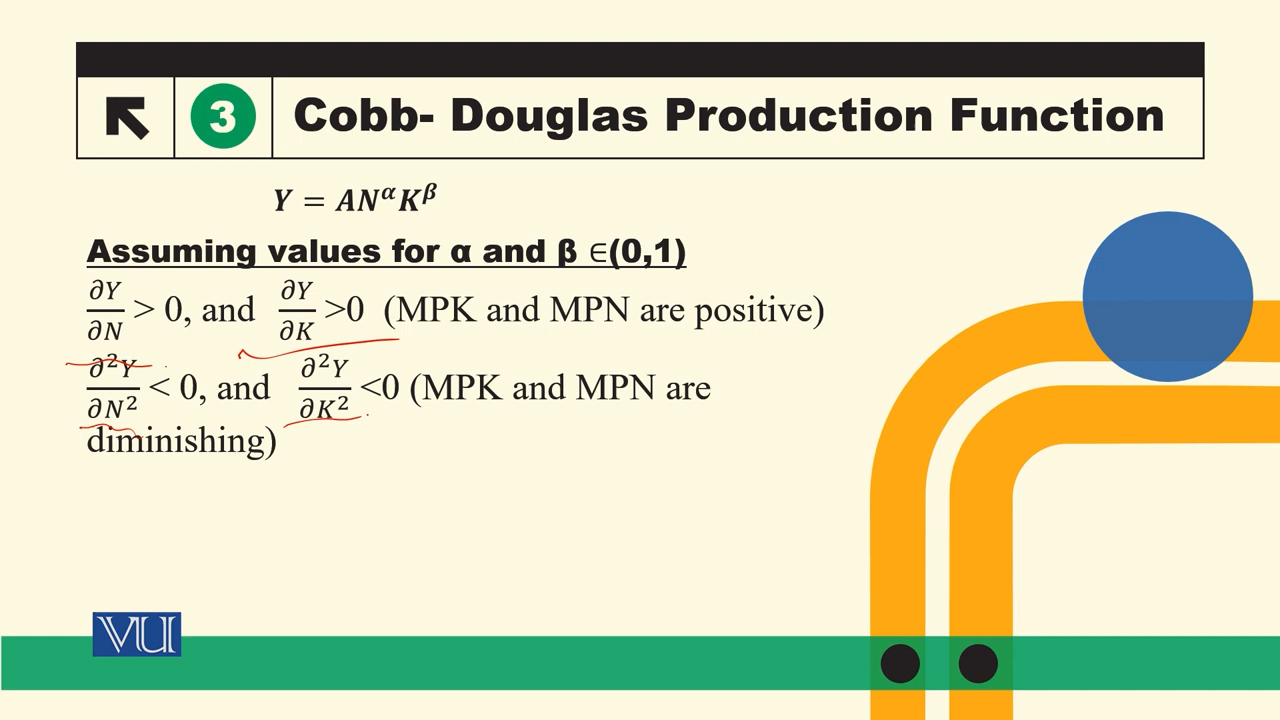 3 Cobb- Douglas Production Function
Y = AN^α K^β
Assuming values for α and β ∈(0,1)
∂Y/∂N > 0, and ∂Y/∂K >0 (MPK and MPN are positive)
∂²Y/∂N² < 0, and ∂²Y/∂K² <0 (MPK and MPN are
diminishing)
VU